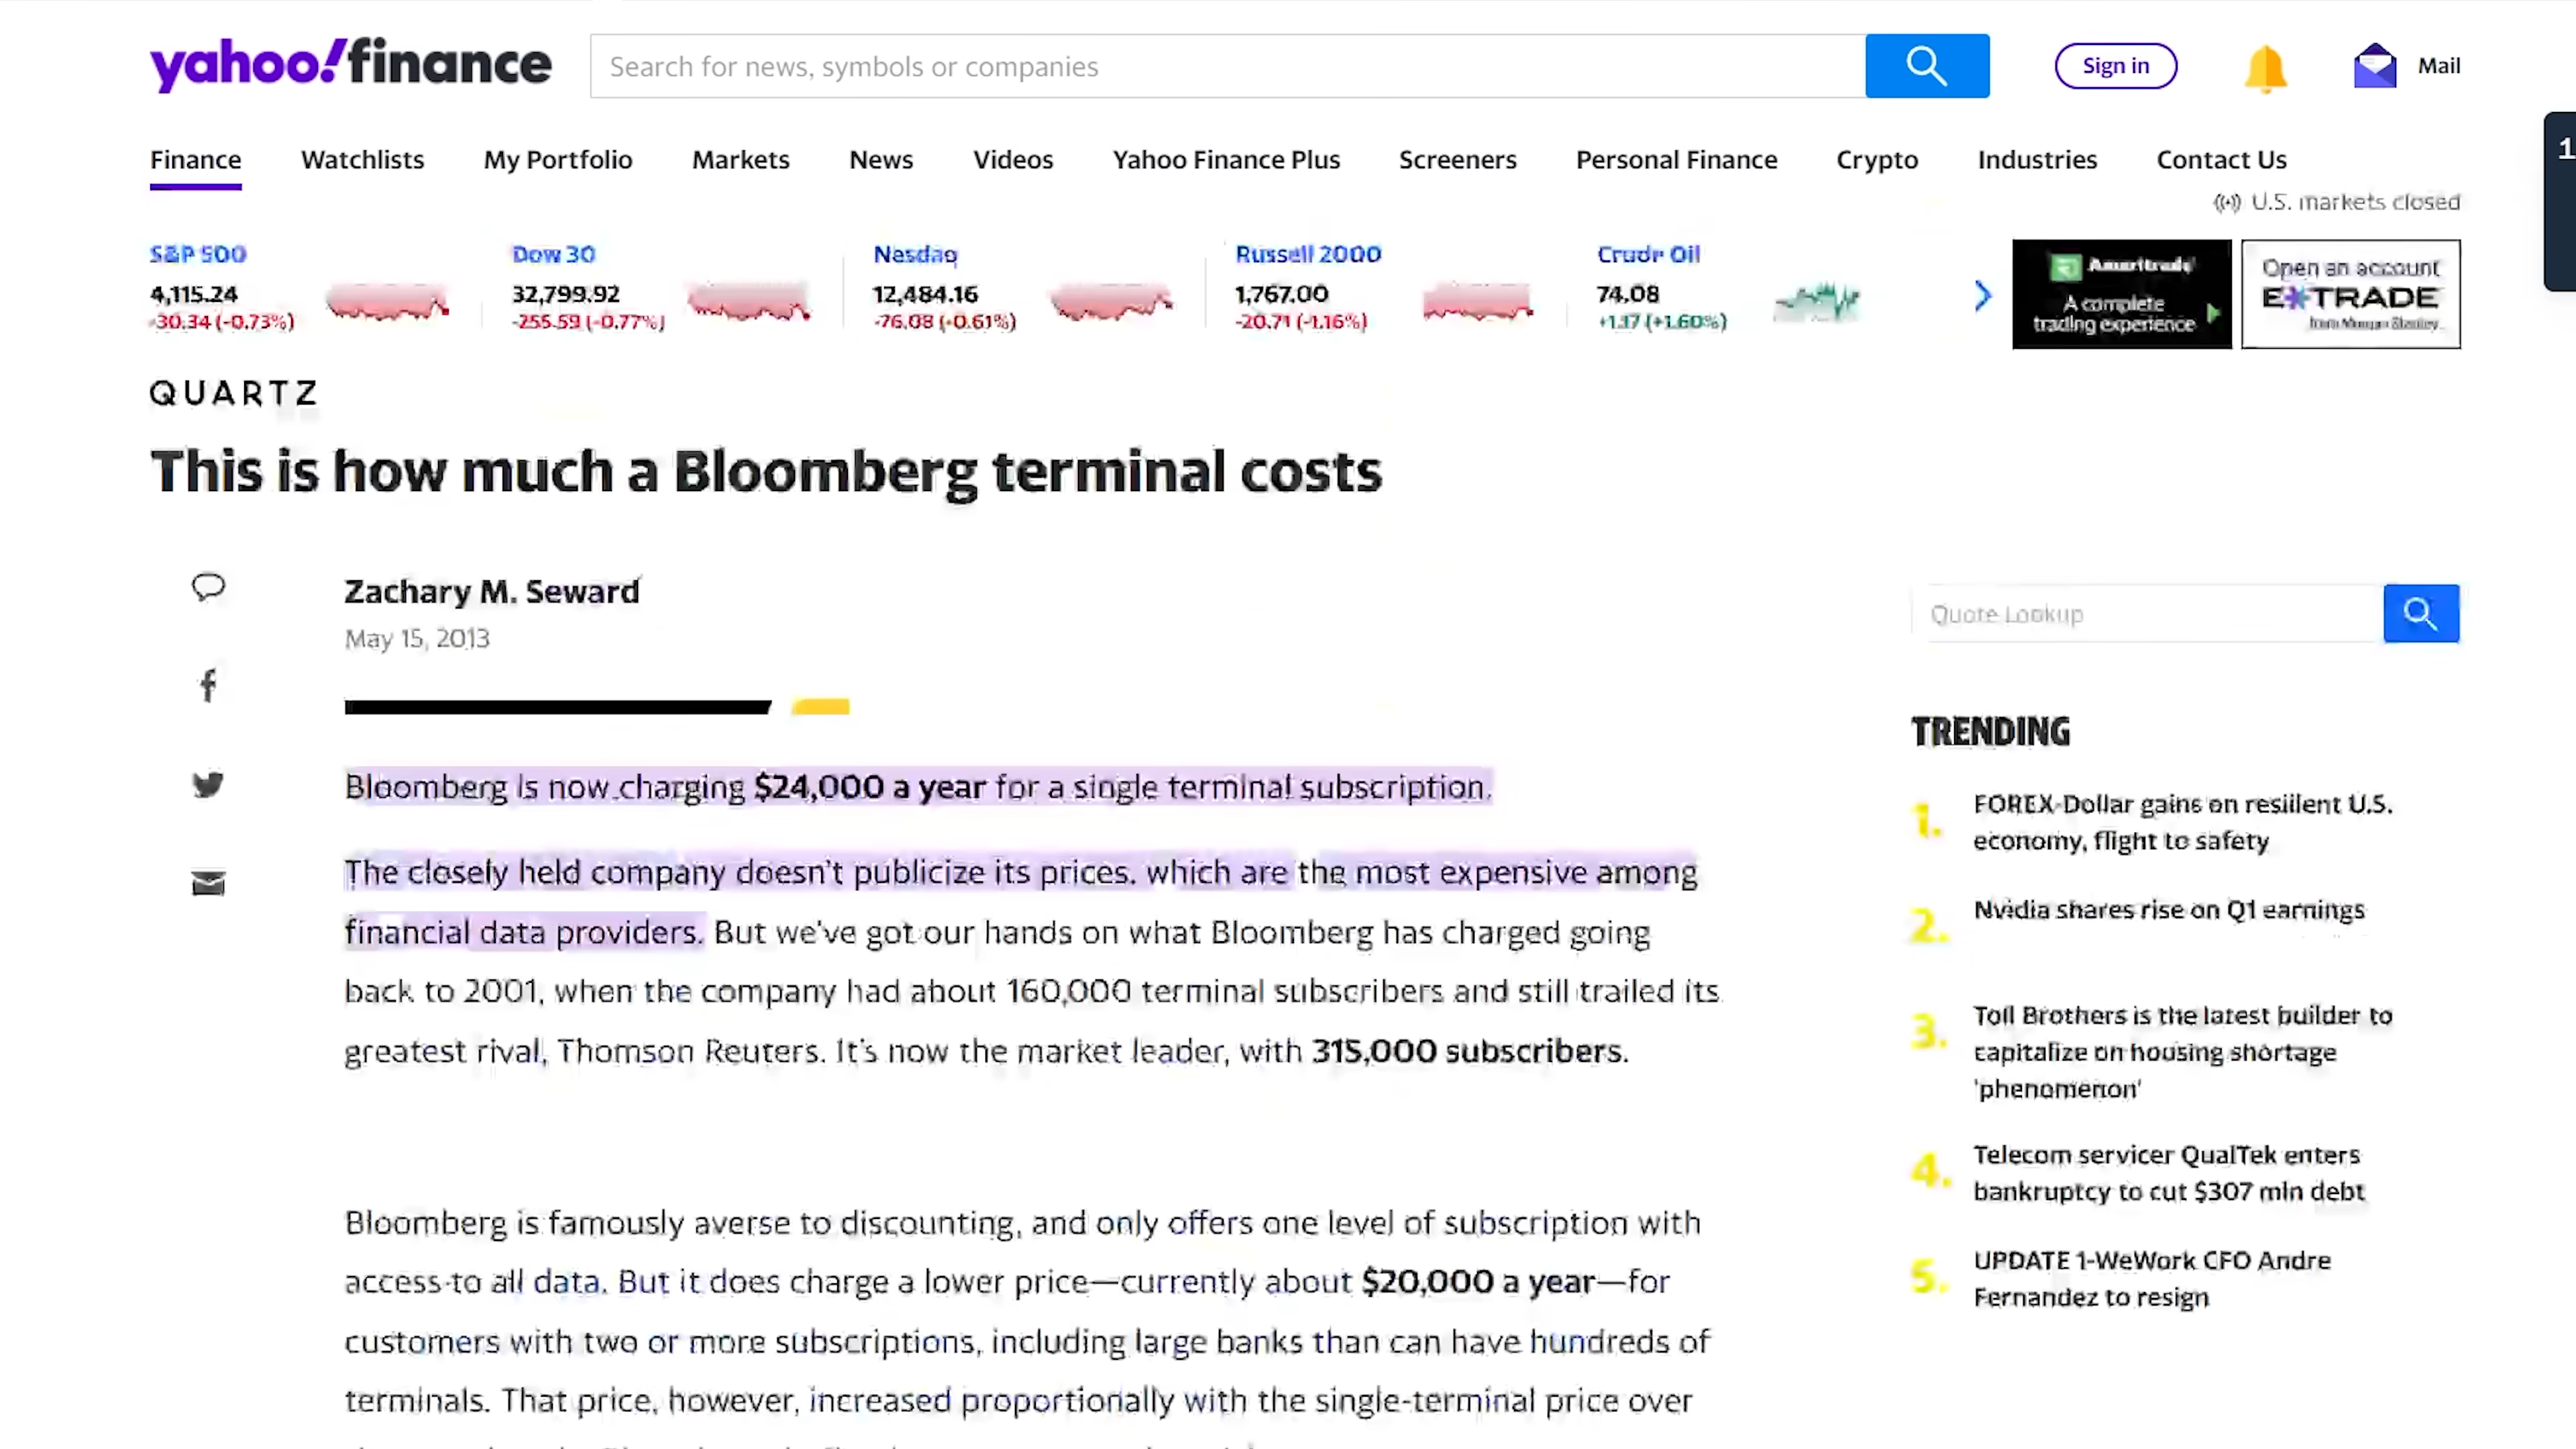 yahoo!finance
Search for news, symbols or companies
Sign in
Mail
Finance Watchlists My Portfolio Markets News Videos Yahoo Finance Plus Screeners Personal Finance Crypto Industries Contact Us
1
U.S. markets closed
S&P 500
4,115.24
-30.34 (-0.73%)
Dow 30
32,799.92
-255.59 (-0.77%)
Nasdaq
12,484.16
-76.08 (-0.61%)
Russell 2000
1,767.00
-20.71 (-1.16%)
Crude Oil
74.08
+1.17 (+1.60%)
Ameritrade
A complete
trading experience
Open an account
E*TRADE
from Morgan Stanley
QUARTZ
This is how much a Bloomberg terminal costs
Zachary M. Seward
May 15, 2013
Bloomberg is now charging $24,000 a year for a single terminal subscription.
The closely held company doesn't publicize its prices, which are the most expensive among
financial data providers. But we've got our hands on what Bloomberg has charged going
back to 2001, when the company had about 160,000 terminal subscribers and still trailed its
greatest rival, Thomson Reuters. It's now the market leader, with 315,000 subscribers.
Bloomberg is famously averse to discounting, and only offers one level of subscription with
access to all data. But it does charge a lower price—currently about $20,000 a year—for
customers with two or more subscriptions, including large banks than can have hundreds of
terminals. That price, however, increased proportionally with the single-terminal price over
Quote Lookup
TRENDING
1. FOREX-Dollar gains on resilient U.S.
economy, flight to safety
2. Nvidia shares rise on Q1 earnings
3. Toll Brothers is the latest builder to
capitalize on housing shortage
'phenomenon'
4. Telecom servicer QualTek enters
bankruptcy to cut $307 mln debt
5. UPDATE 1-WeWork CFO Andre
Fernandez to resign